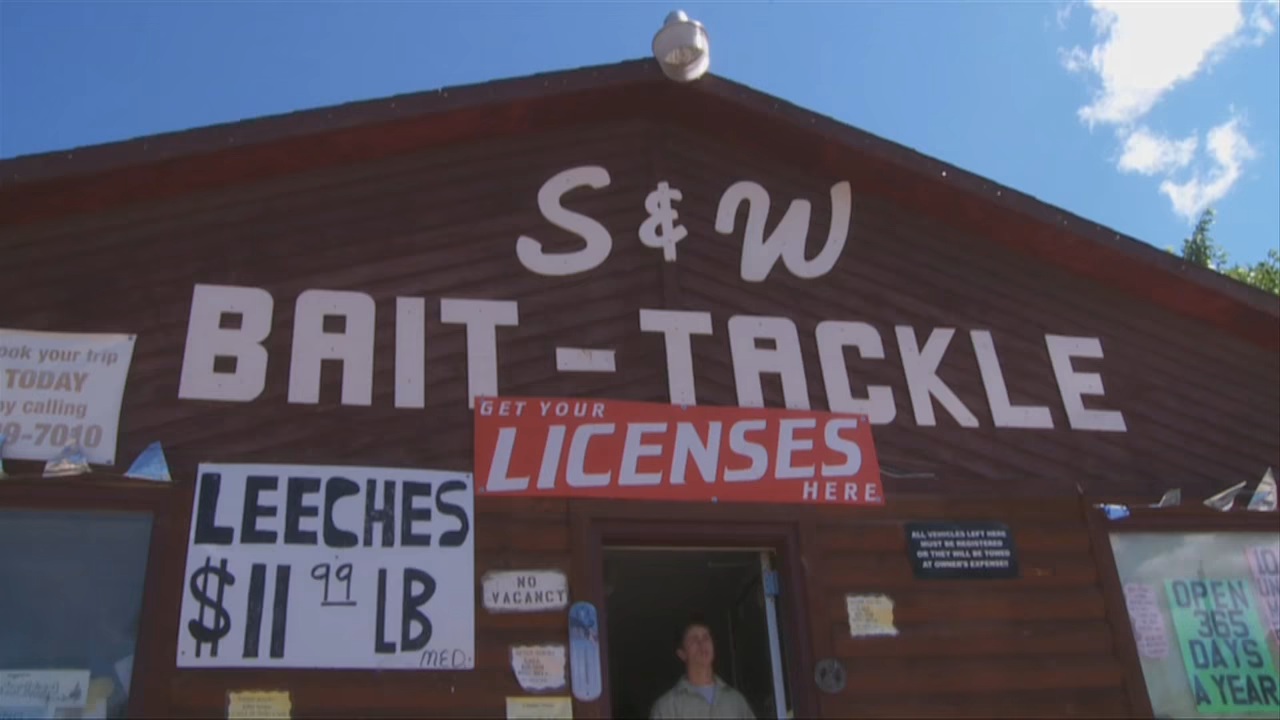 S & W
BAIT-TACKLE
ook your trip
TODAY
by calling
9-7010
GET YOUR
LICENSES
HERE
LEECHES
$11 99 LB
MED.
NO
VACANCY
ALL VEHICLES LEFT HERE
MUST BE REGISTERED
OR THEY WILL BE TOWED
AT OWNER'S EXPENSE!!
OPEN
365
DAYS
A YEAR